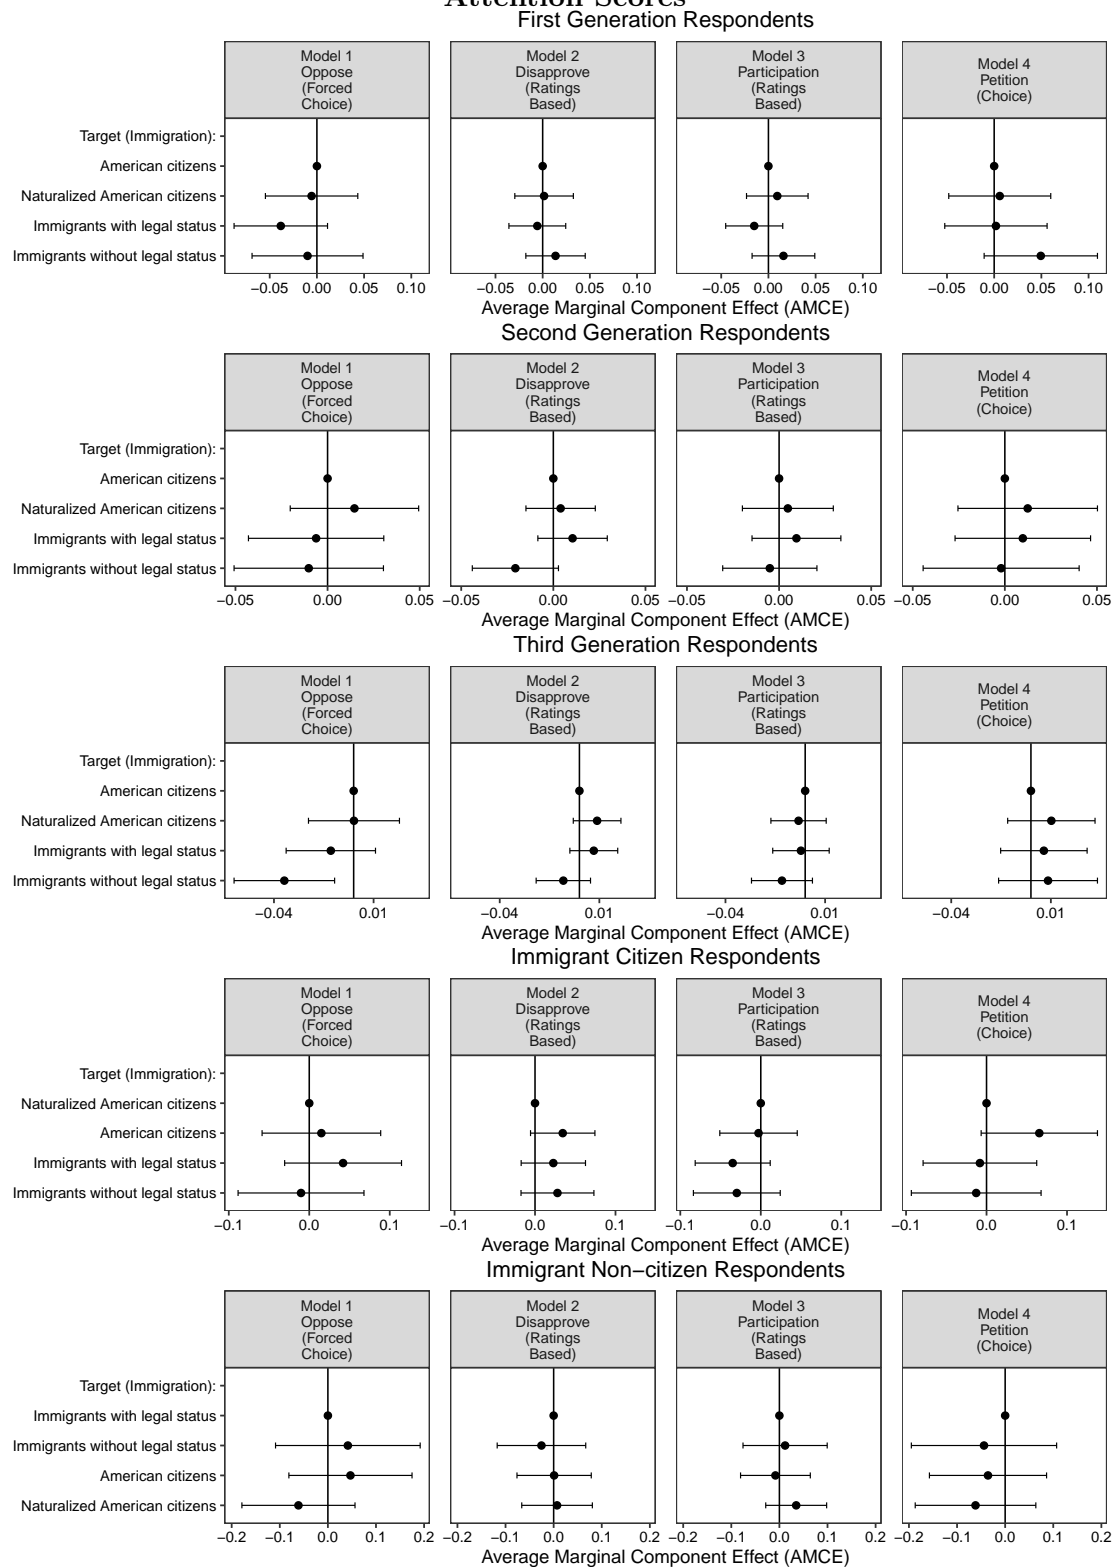 Attention Scores
First Generation Respondents
Model 1
Oppose
(Forced
Choice)
Model 2
Disapprove
(Ratings
Based)
Model 3
Participation
(Ratings
Based)
Model 4
Petition
(Choice)
Target (Immigration):
American citizens
Naturalized American citizens
Immigrants with legal status
Immigrants without legal status
−0.05 0.00 0.05 0.10 −0.05 0.00 0.05 0.10 −0.05 0.00 0.05 0.10 −0.05 0.00 0.05 0.10
Average Marginal Component Effect (AMCE)
Second Generation Respondents
Model 1
Oppose
(Forced
Choice)
Model 2
Disapprove
(Ratings
Based)
Model 3
Participation
(Ratings
Based)
Model 4
Petition
(Choice)
Target (Immigration):
American citizens
Naturalized American citizens
Immigrants with legal status
Immigrants without legal status
−0.05 0.00 0.05 −0.05 0.00 0.05 −0.05 0.00 0.05 −0.05 0.00 0.05
Average Marginal Component Effect (AMCE)
Third Generation Respondents
Model 1
Oppose
(Forced
Choice)
Model 2
Disapprove
(Ratings
Based)
Model 3
Participation
(Ratings
Based)
Model 4
Petition
(Choice)
Target (Immigration):
American citizens
Naturalized American citizens
Immigrants with legal status
Immigrants without legal status
−0.04 0.01 −0.04 0.01 −0.04 0.01 −0.04 0.01
Average Marginal Component Effect (AMCE)
Immigrant Citizen Respondents
Model 1
Oppose
(Forced
Choice)
Model 2
Disapprove
(Ratings
Based)
Model 3
Participation
(Ratings
Based)
Model 4
Petition
(Choice)
Target (Immigration):
Naturalized American citizens
American citizens
Immigrants with legal status
Immigrants without legal status
−0.1 0.0 0.1 −0.1 0.0 0.1 −0.1 0.0 0.1 −0.1 0.0 0.1
Average Marginal Component Effect (AMCE)
Immigrant Non−citizen Respondents
Model 1
Oppose
(Forced
Choice)
Model 2
Disapprove
(Ratings
Based)
Model 3
Participation
(Ratings
Based)
Model 4
Petition
(Choice)
Target (Immigration):
Immigrants with legal status
Immigrants without legal status
American citizens
Naturalized American citizens
−0.2 −0.1 0.0 0.1 0.2 −0.2 −0.1 0.0 0.1 0.2 −0.2 −0.1 0.0 0.1 0.2 −0.2 −0.1 0.0 0.1 0.2
Average Marginal Component Effect (AMCE)